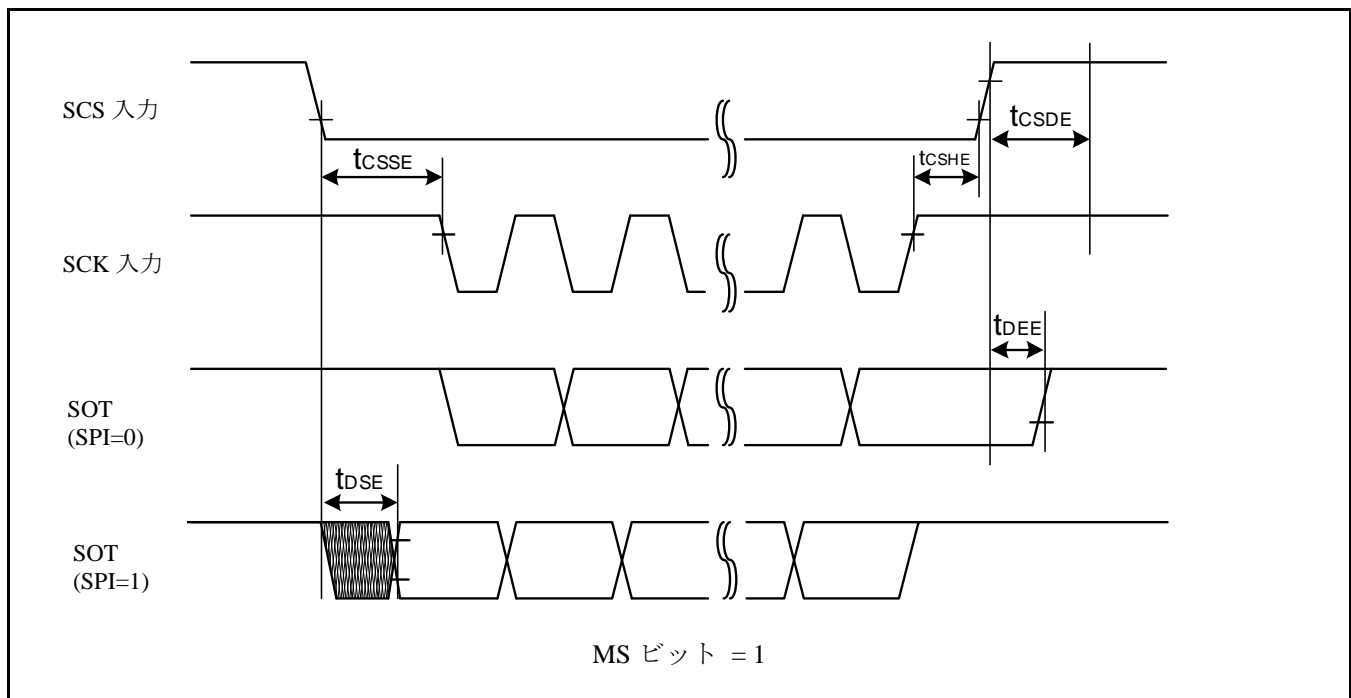 SCS 入力
tCSSE
tCSHE
tCSDE
SCK 入力
tDEE
SOT
(SPI=0)
tDSE
SOT
(SPI=1)
MS ビット = 1